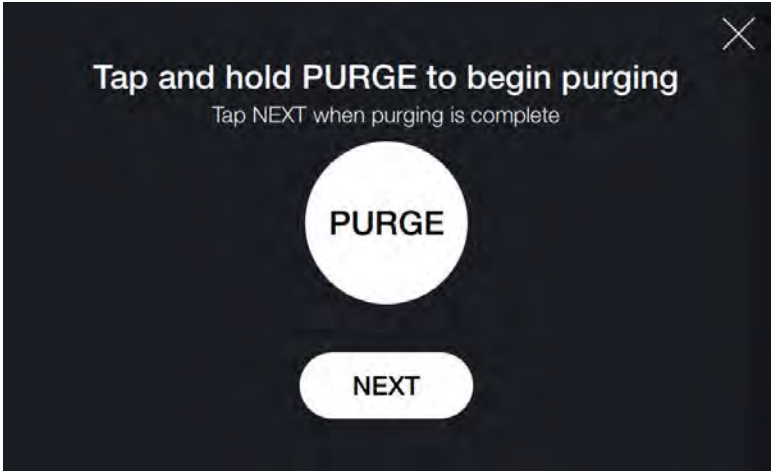 Tap and hold PURGE to begin purging
Tap NEXT when purging is complete
PURGE
NEXT